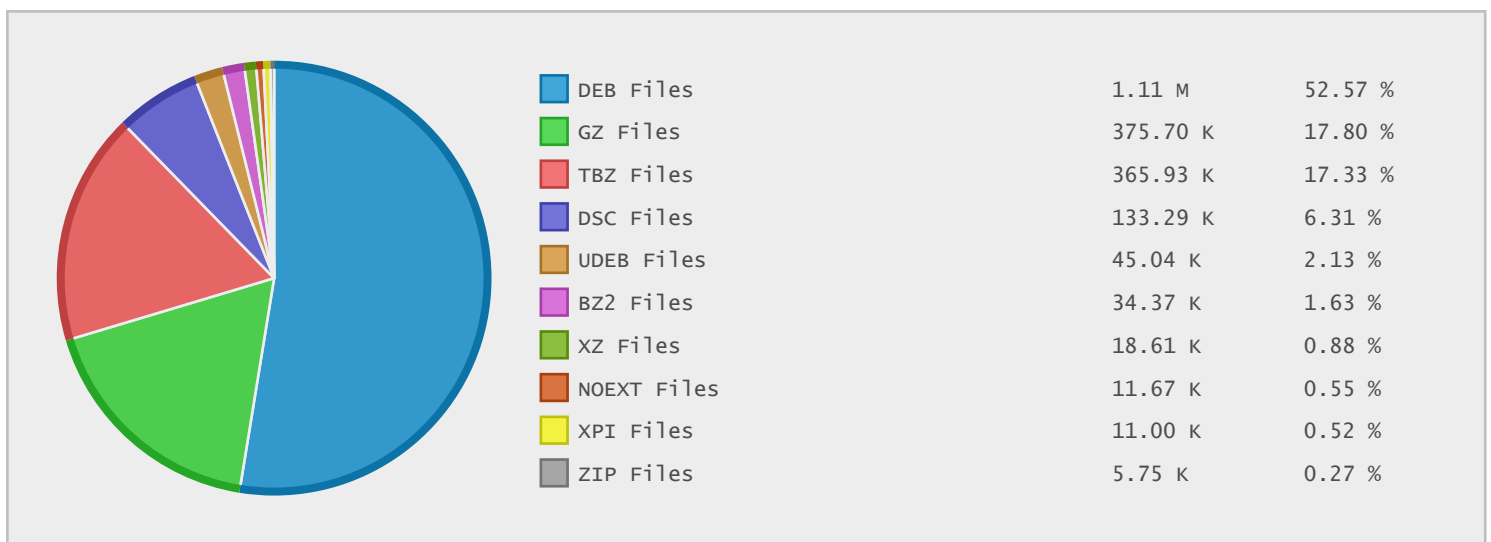 DEB Files 1.11 M 52.57 %
GZ Files 375.70 K 17.80 %
TBZ Files 365.93 K 17.33 %
DSC Files 133.29 K 6.31 %
UDEB Files 45.04 K 2.13 %
BZ2 Files 34.37 K 1.63 %
XZ Files 18.61 K 0.88 %
NOEXT Files 11.67 K 0.55 %
XPI Files 11.00 K 0.52 %
ZIP Files 5.75 K 0.27 %